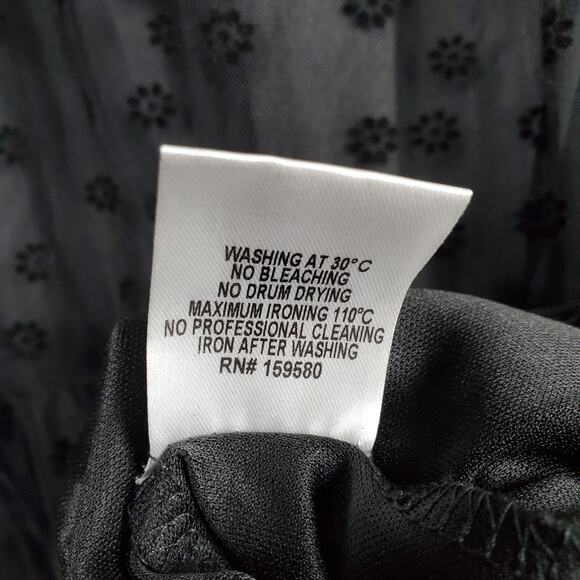 WASHING AT 30°C
NO BLEACHING
NO DRUM DRYING
MAXIMUM IRONING 110°C
NO PROFESSIONAL CLEANING
IRON AFTER WASHING
RN# 159580